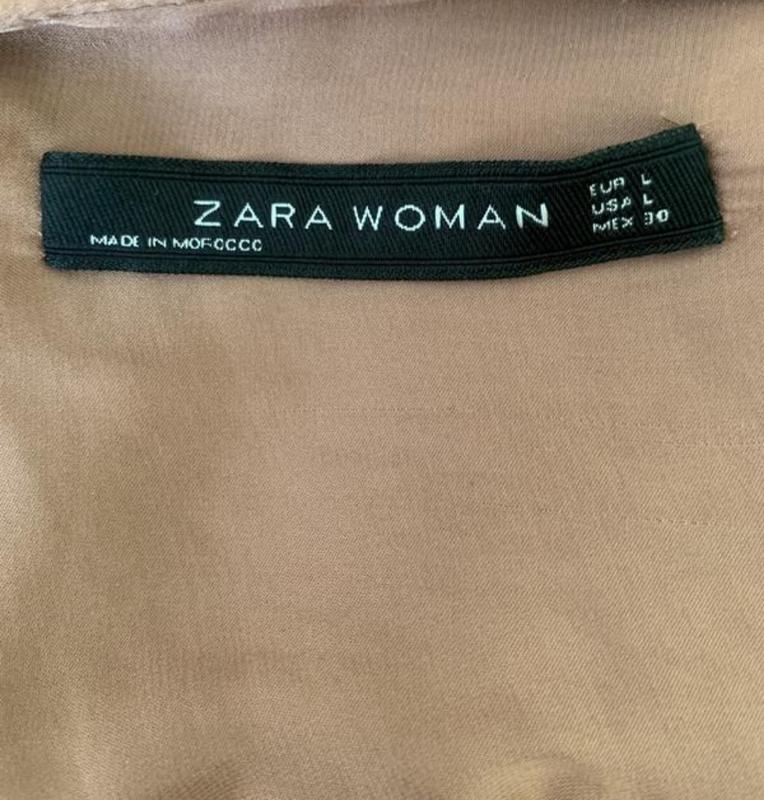 ZARA WOMAN
MADE IN MOROCCO
EUR L
USA L
MEX 30